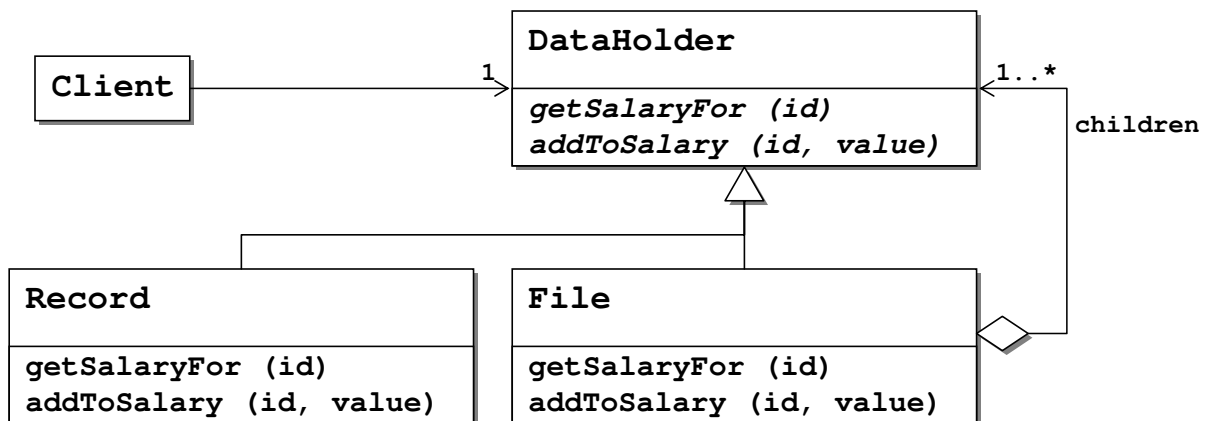 DataHolder
Client
1
1..*
getSalaryFor (id)
addToSalary (id, value)
children
Record
getSalaryFor (id)
addToSalary (id, value)
File
getSalaryFor (id)
addToSalary (id, value)